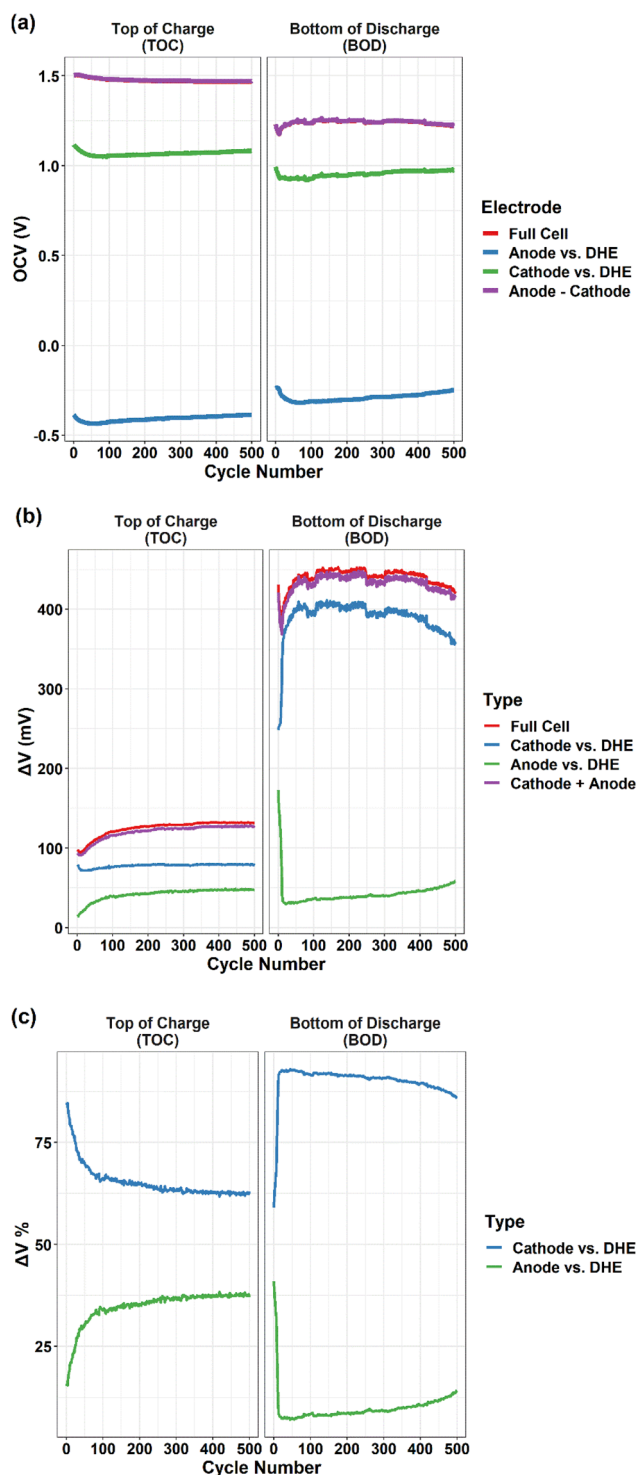 (a)
Top of Charge
(TOC)
Bottom of Discharge
(BOD)
1.5
1.0
0.5
0.0
-0.5
OCV (V)
0 100 200 300 400 500
0 100 200 300 400 500
Cycle Number
Electrode
Full Cell
Anode vs. DHE
Cathode vs. DHE
Anode - Cathode
(b)
Top of Charge
(TOC)
Bottom of Discharge
(BOD)
400
300
200
100
0
ΔV (mV)
0 100 200 300 400 500
0 100 200 300 400 500
Cycle Number
Type
Full Cell
Cathode vs. DHE
Anode vs. DHE
Cathode + Anode
(c)
Top of Charge
(TOC)
Bottom of Discharge
(BOD)
75
50
25
ΔV %
0 100 200 300 400 500
0 100 200 300 400 500
Cycle Number
Type
Cathode vs. DHE
Anode vs. DHE